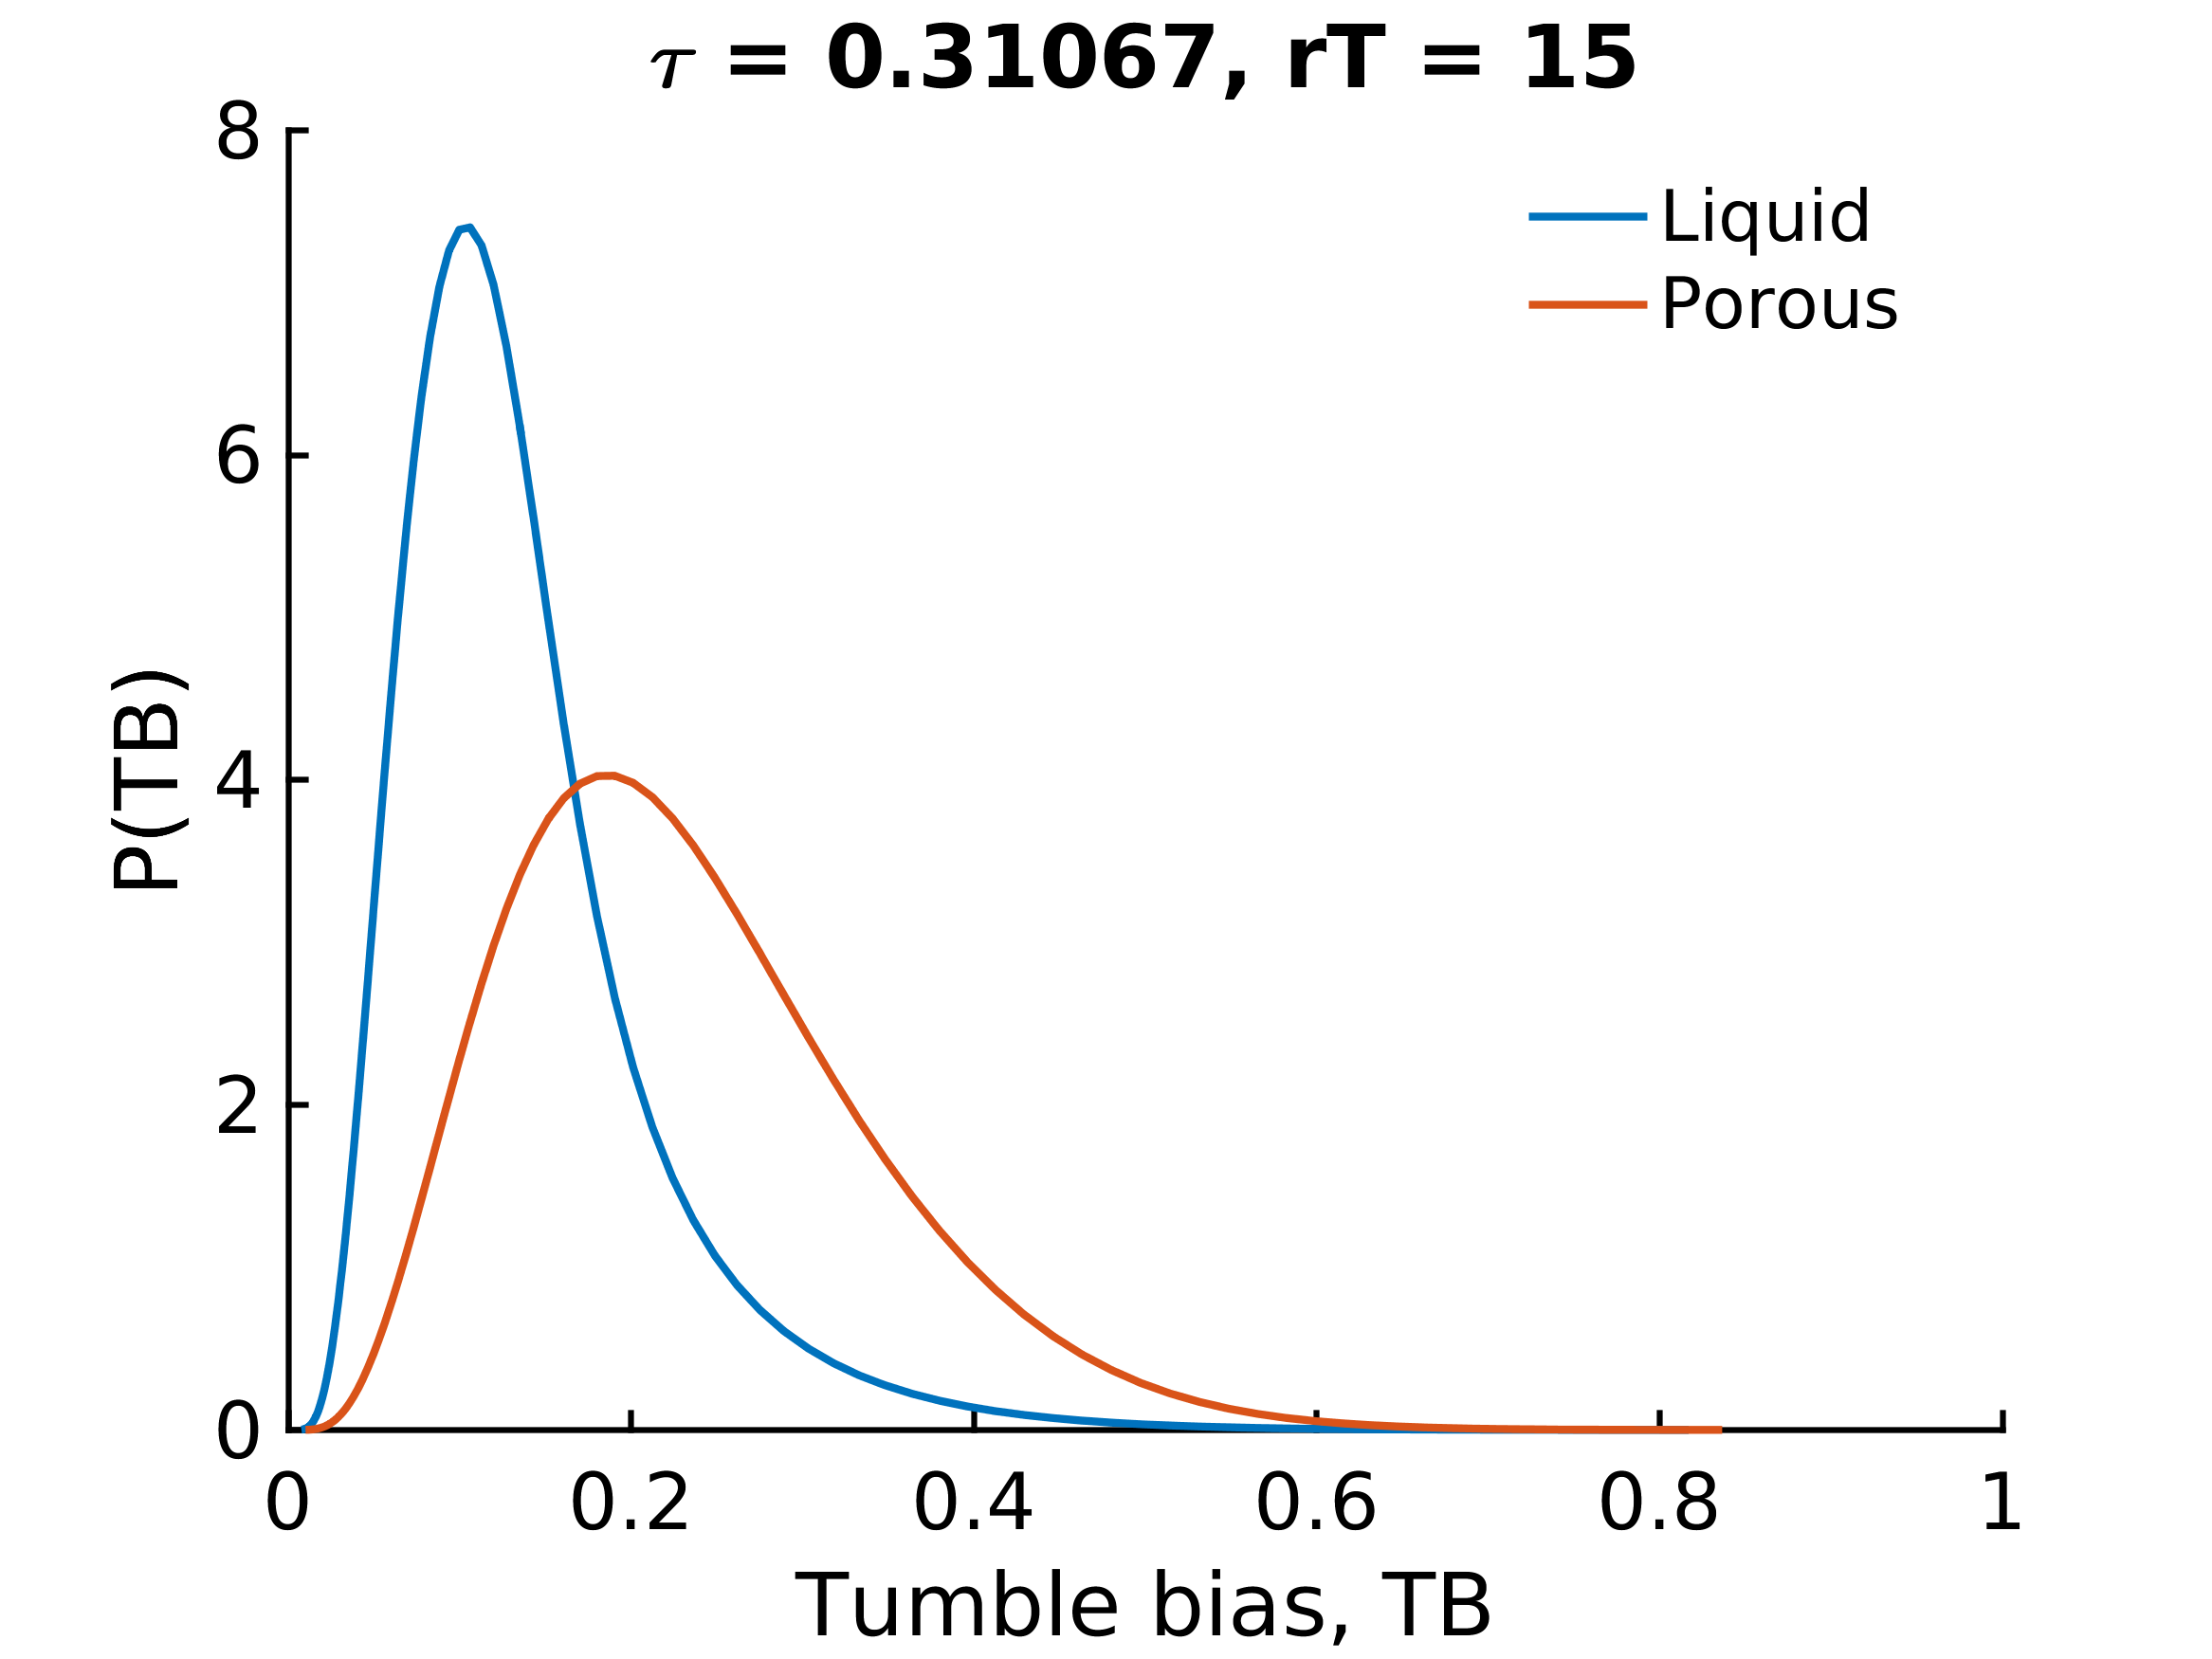 τ = 0.31067, rT = 15
Liquid
Porous
P(TB)
8
6
4
2
0
0 0.2 0.4 0.6 0.8 1
Tumble bias, TB